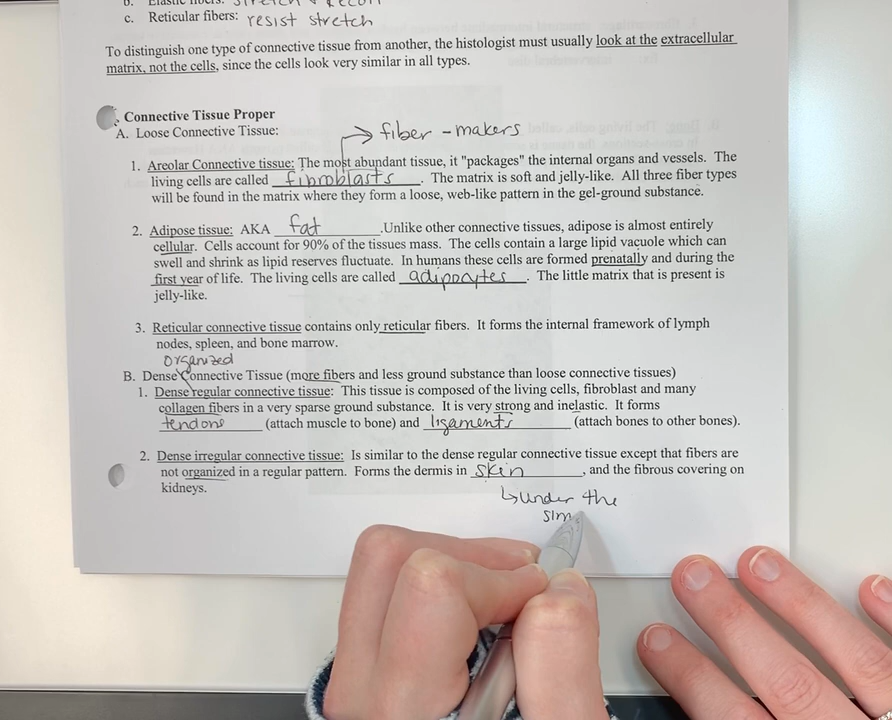 c. Reticular fibers: resist stretch
To distinguish one type of connective tissue from another, the histologist must usually look at the extracellular
matrix, not the cells, since the cells look very similar in all types.
Connective Tissue Proper
A. Loose Connective Tissue:
fiber - makers
1. Areolar Connective tissue: The most abundant tissue, it "packages" the internal organs and vessels. The
living cells are called fibroblasts. The matrix is soft and jelly-like. All three fiber types
will be found in the matrix where they form a loose, web-like pattern in the gel-ground substance.
2. Adipose tissue: AKA fat. Unlike other connective tissues, adipose is almost entirely
cellular. Cells account for 90% of the tissues mass. The cells contain a large lipid vacuole which can
swell and shrink as lipid reserves fluctuate. In humans these cells are formed prenatally and during the
first year of life. The living cells are called adipocytes. The little matrix that is present is
jelly-like.
3. Reticular connective tissue contains only reticular fibers. It forms the internal framework of lymph
nodes, spleen, and bone marrow.
organized
B. Dense Connective Tissue (more fibers and less ground substance than loose connective tissues)
1. Dense regular connective tissue: This tissue is composed of the living cells, fibroblast and many
collagen fibers in a very sparse ground substance. It is very strong and inelastic. It forms
tendons (attach muscle to bone) and ligaments (attach bones to other bones).
2. Dense irregular connective tissue: Is similar to the dense regular connective tissue except that fibers are
not organized in a regular pattern. Forms the dermis in skin, and the fibrous covering on
kidneys.
↳under the
sim